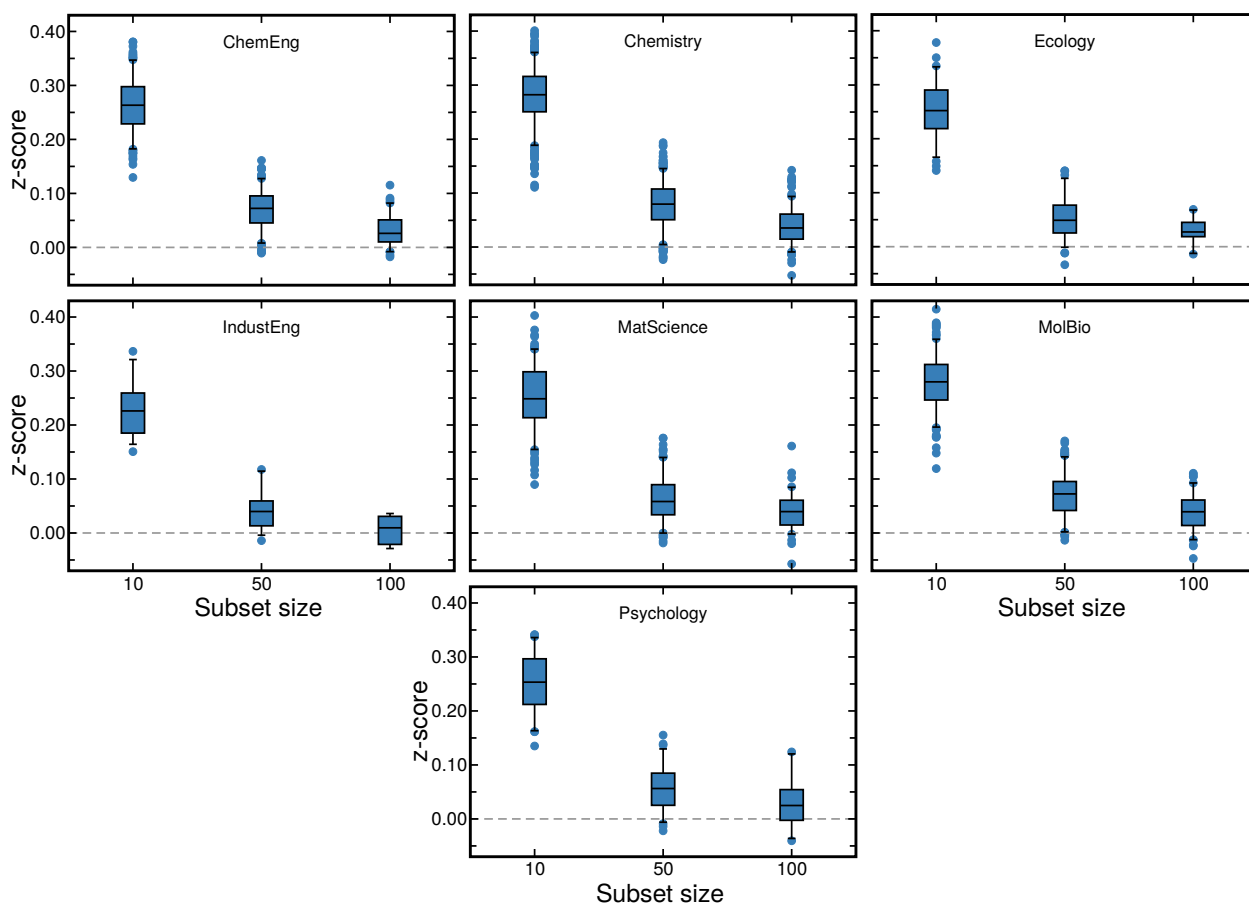 ChemEng
Chemistry
Ecology
z-score
0.40
0.30
0.20
0.10
0.00
IndustEng
MatScience
MolBio
z-score
0.40
0.30
0.20
0.10
0.00
10
50
100
10
50
100
Subset size
Subset size
Psychology
z-score
0.40
0.30
0.20
0.10
0.00
10
50
100
Subset size